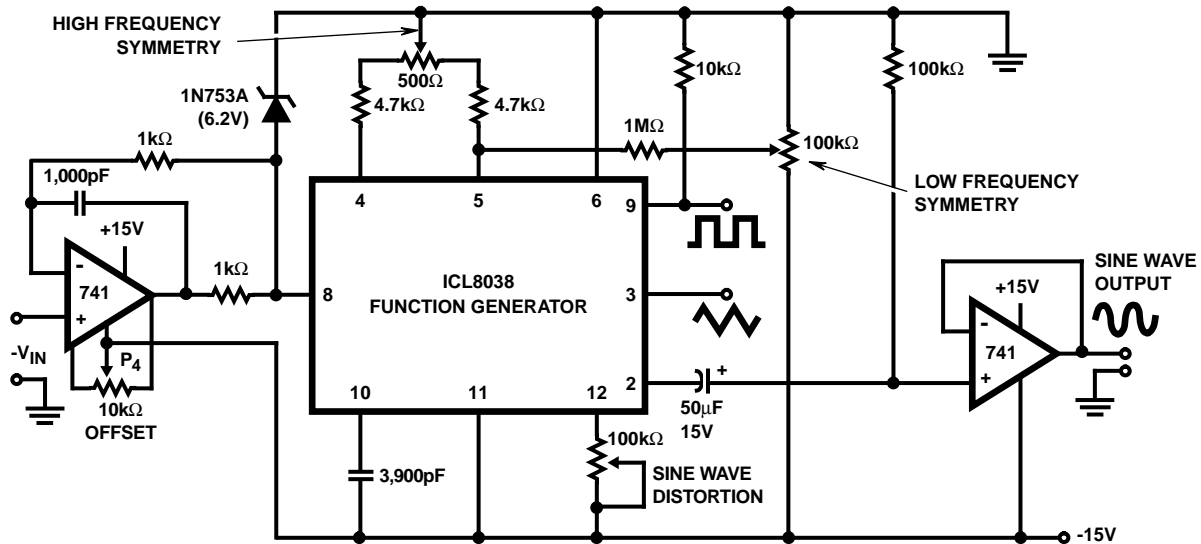 HIGH FREQUENCY
SYMMETRY
500Ω
1N753A
(6.2V)
4.7kΩ
4.7kΩ
10kΩ
100kΩ
1MΩ
100kΩ
LOW FREQUENCY
SYMMETRY
1kΩ
1,000pF
+15V
-
741
+
-VIN
P4
10kΩ
OFFSET
1kΩ
4
5
6
8
9
3
2
10
11
12
ICL8038
FUNCTION GENERATOR
+
50µF
15V
3,900pF
100kΩ
SINE WAVE
DISTORTION
+15V
-
741
+
SINE WAVE
OUTPUT
-15V